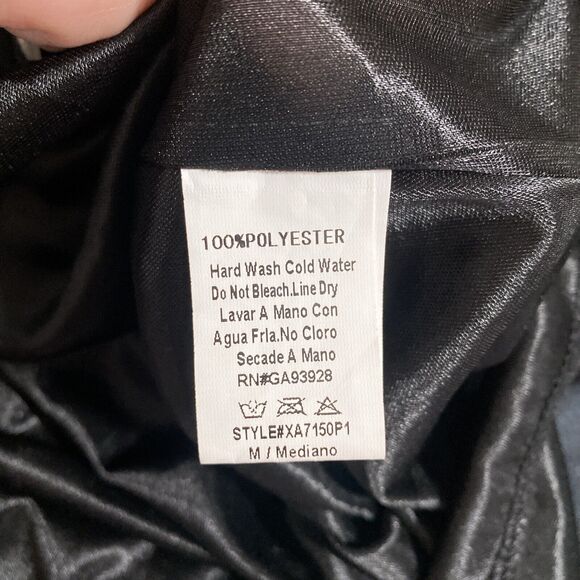 100%POLYESTER
Hard Wash Cold Water
Do Not Bleach.Line Dry
Lavar A Mano Con
Agua Frla.No Cloro
Secade A Mano
RN#GA93928
STYLE#XA7150P1
M / Mediano